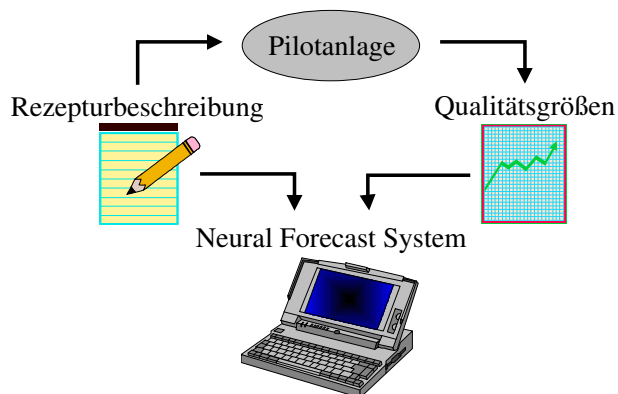 Pilotanlage
Rezepturbeschreibung
Qualitätsgrößen
Neural Forecast System